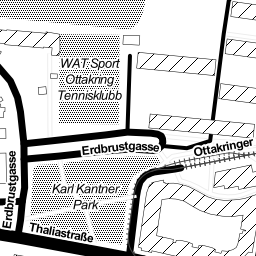 WAT Sport
Ottakring
Tennisklubb
Erdbrustgasse
Ottakringer
Erdbrustgasse
Karl Kantner
Park
Thaliastraße